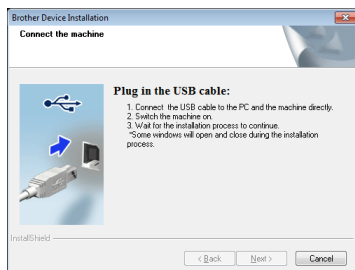 Brother Device Installation
Connect the machine
Plug in the USB cable:
1. Connect the USB cable to the PC and the machine directly.
2. Switch the machine on.
3. Wait for the installation process to continue.
*Some windows will open and close during the installation
process.
InstallShield
< Back
Next >
Cancel